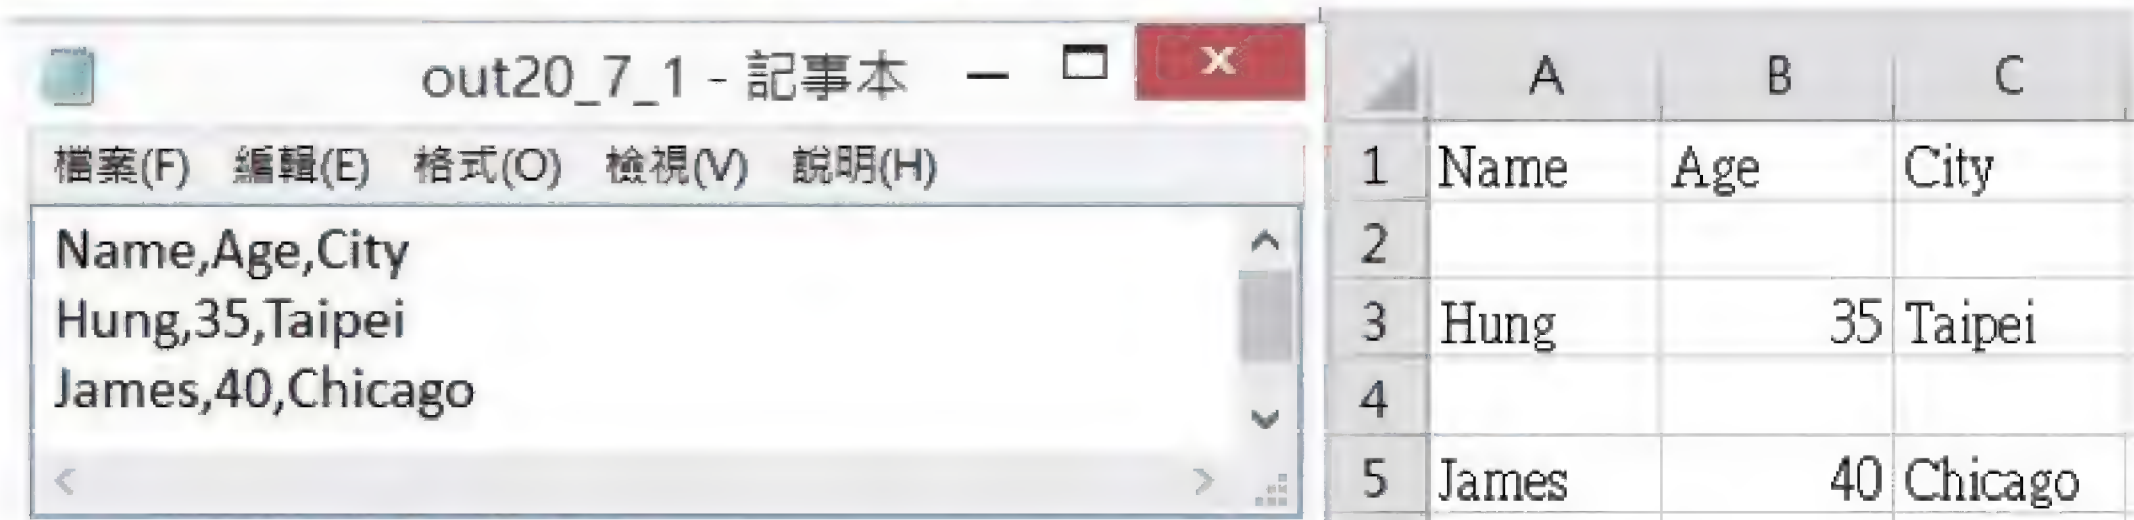 out20_7_1 - 記事本
檔案(F) 編輯(E) 格式(O) 檢視(V) 說明(H)
Name,Age,City
Hung,35,Taipei
James,40,Chicago
A B C
1 Name Age City
2
3 Hung 35 Taipei
4
5 James 40 Chicago